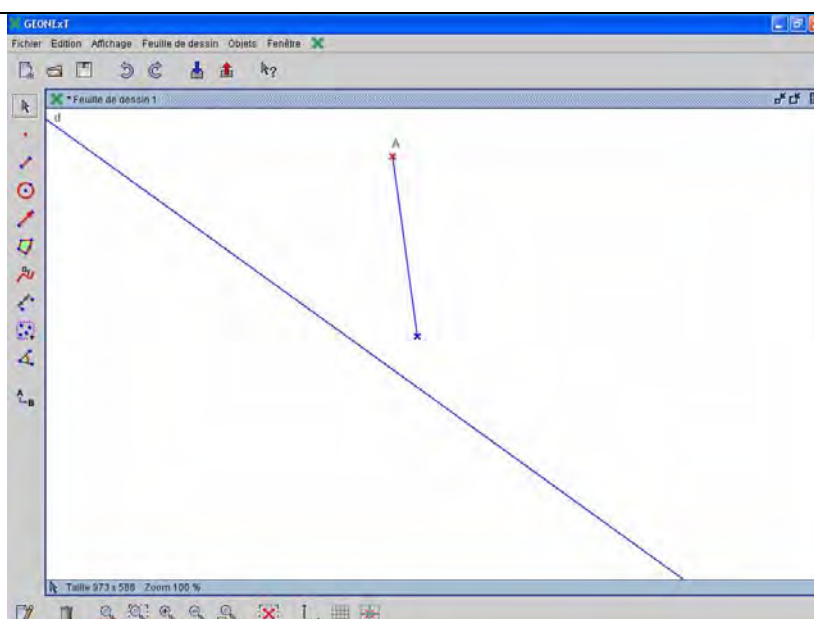 GEONExT
Fichier Edition Affichage Feuille de dessin Objets Fenêtre
* Feuille de dessin 1
d
A
Taille 973 x 588 Zoom 100 %